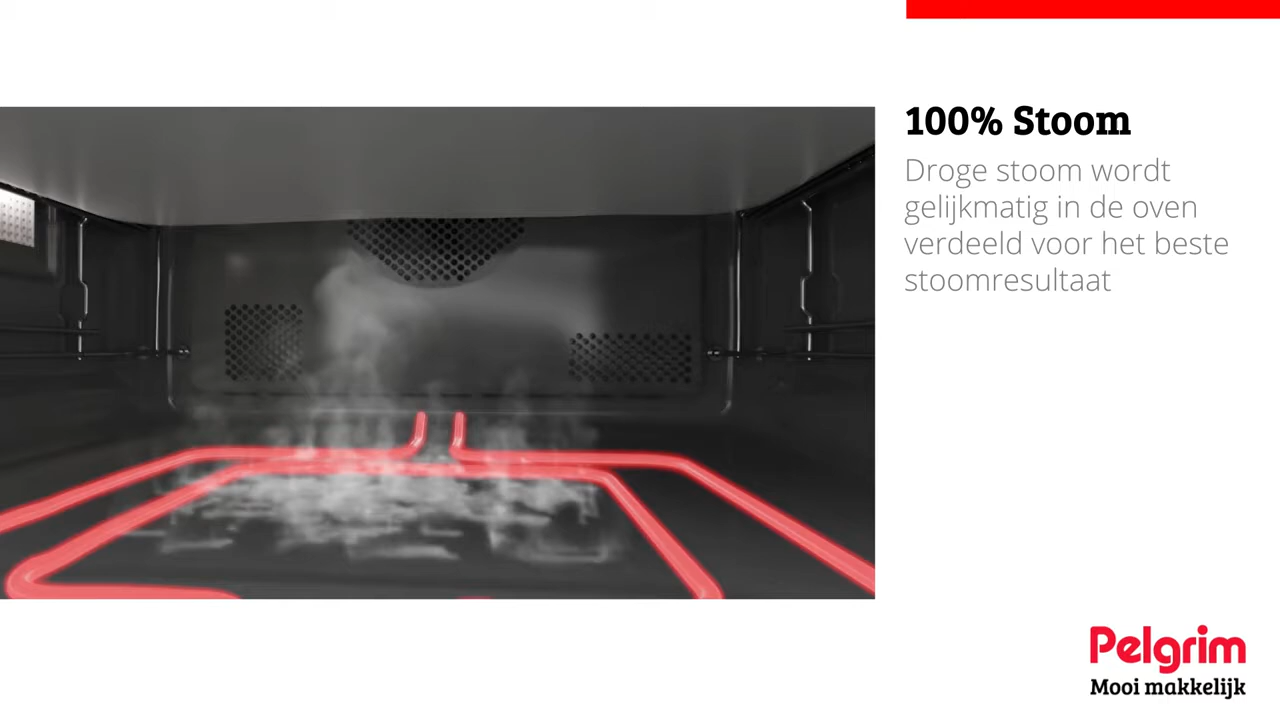 100% Stoom
Droge stoom wordt
gelijkmatig in de oven
verdeeld voor het beste
stoomresultaat
Pelgrim
Mooi makkelijk